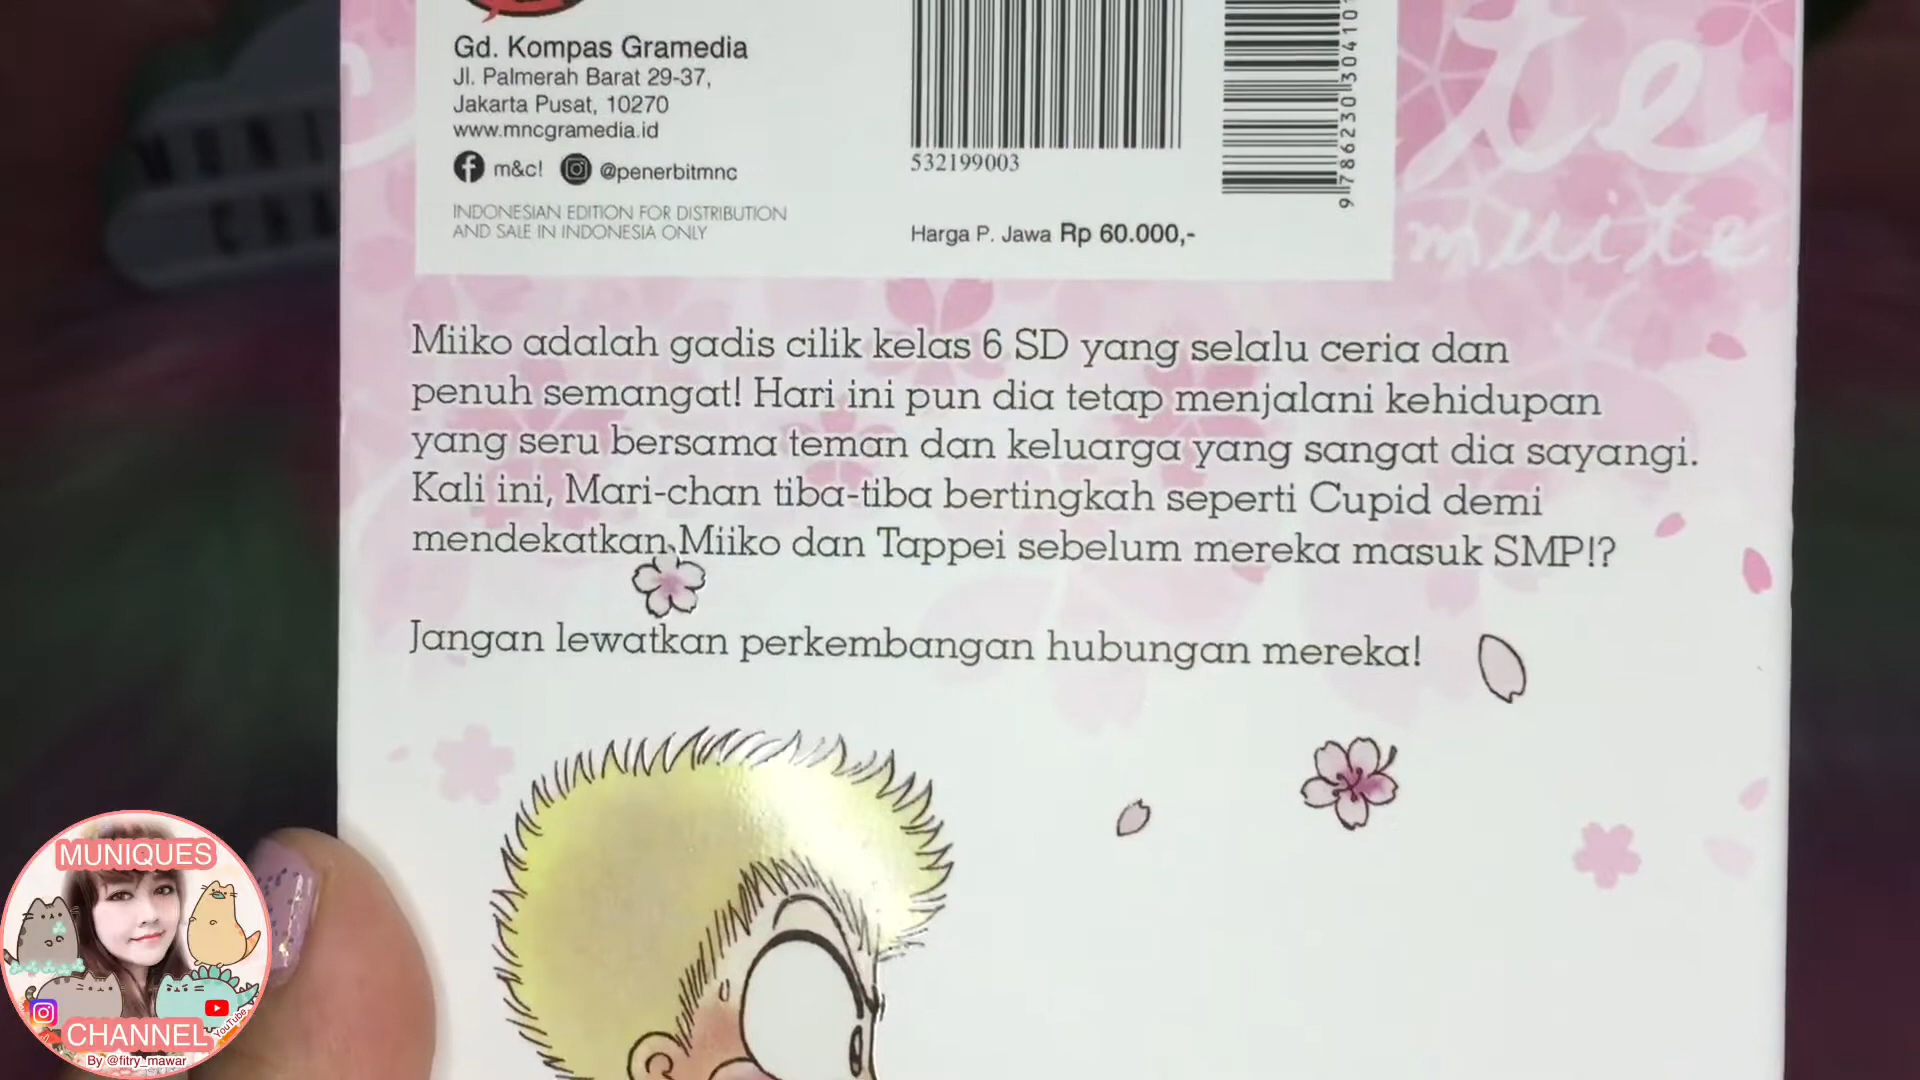 Gd. Kompas Gramedia
Jl. Palmerah Barat 29-37,
Jakarta Pusat, 10270
www.mncgramedia.id
m&c! @penerbitmnc
INDONESIAN EDITION FOR DISTRIBUTION
AND SALE IN INDONESIA ONLY
532199003
Harga P. Jawa Rp 60.000,-
te
muite
Miiko adalah gadis cilik kelas 6 SD yang selalu ceria dan
penuh semangat! Hari ini pun dia tetap menjalani kehidupan
yang seru bersama teman dan keluarga yang sangat dia sayangi.
Kali ini, Mari-chan tiba-tiba bertingkah seperti Cupid demi
mendekatkan Miiko dan Tappei sebelum mereka masuk SMP!?
Jangan lewatkan perkembangan hubungan mereka!
MUNIQUES
CHANNEL
YouTube
By @fitry_mawar